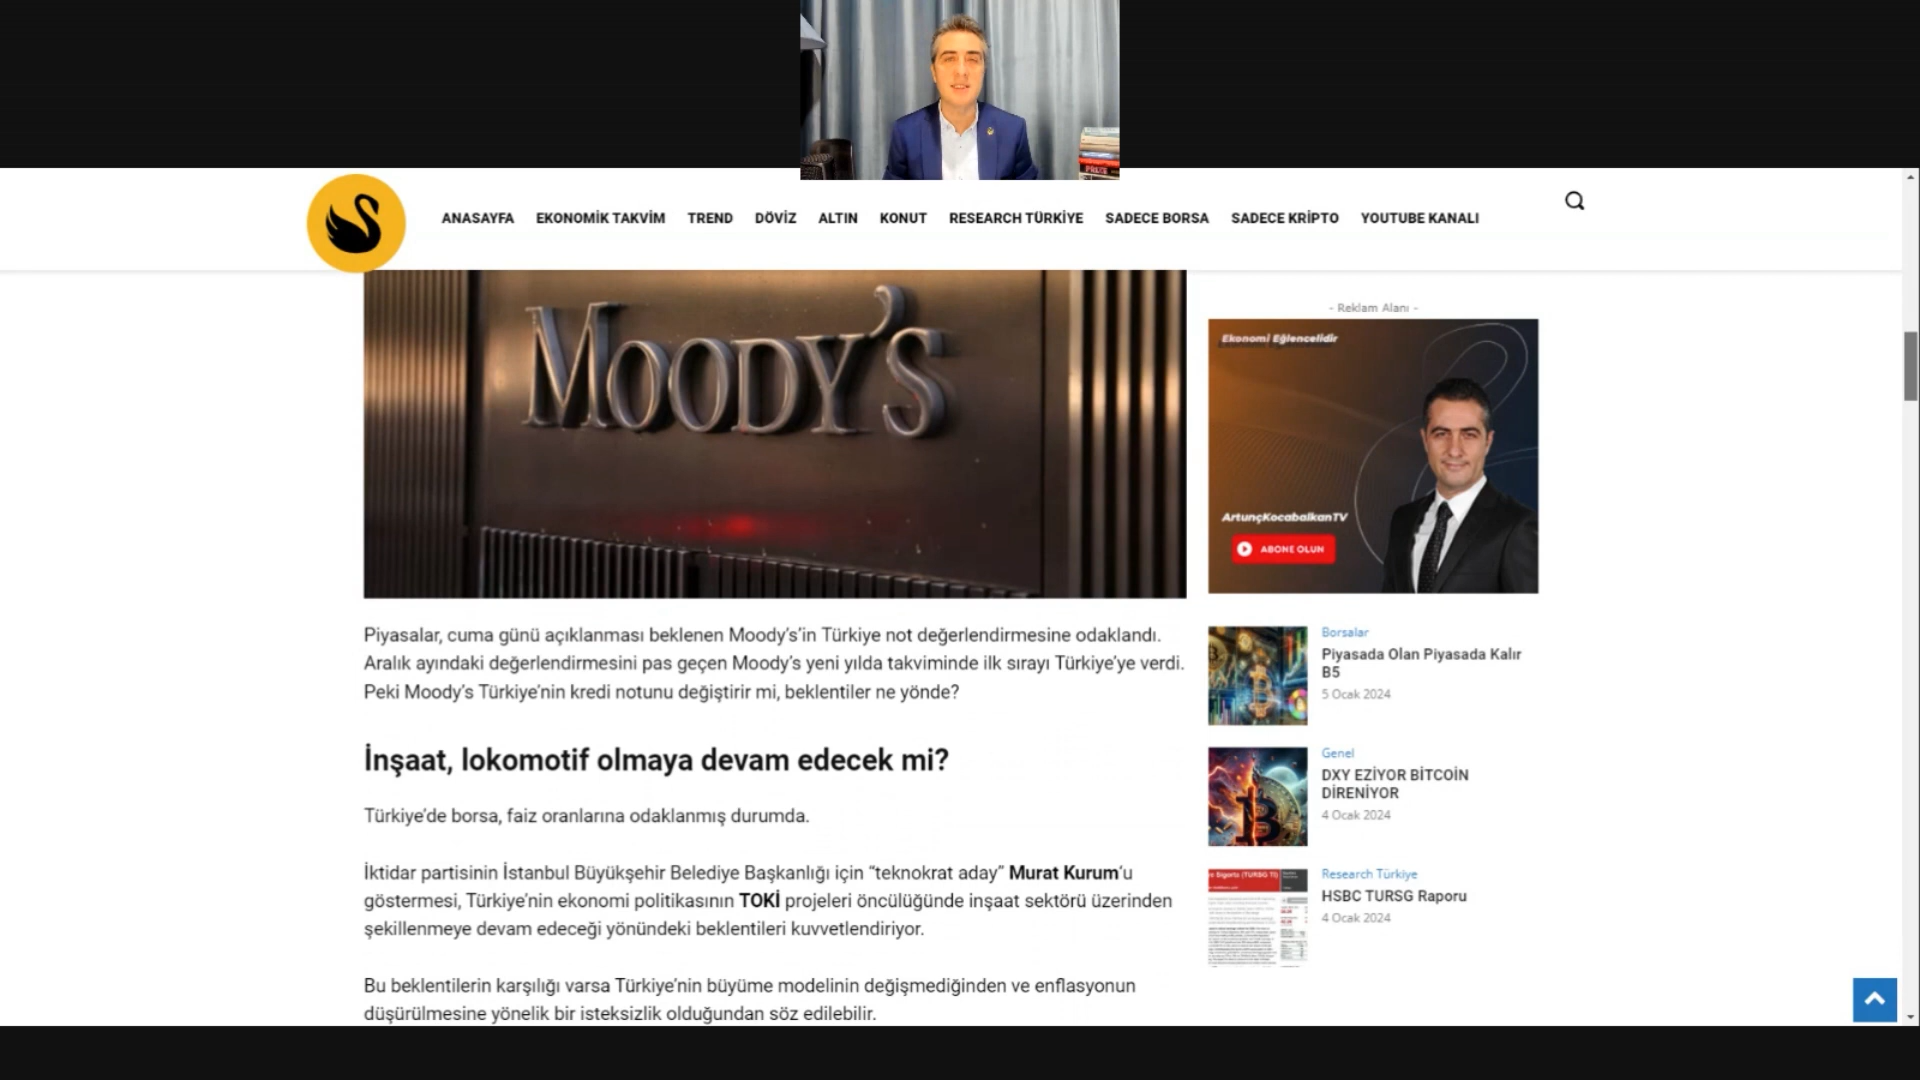 PRIZE
ANASAYFA EKONOMİK TAKVİM TREND DÖVİZ ALTIN KONUT RESEARCH TÜRKİYE SADECE BORSA SADECE KRİPTO YOUTUBE KANALI
MOODY'S
Piyasalar, cuma günü açıklanması beklenen Moody’s’in Türkiye not değerlendirmesine odaklandı.
Aralık ayındaki değerlendirmesini pas geçen Moody’s yeni yılda takviminde ilk sırayı Türkiye’ye verdi.
Peki Moody’s Türkiye’nin kredi notunu değiştirir mi, beklentiler ne yönde?
İnşaat, lokomotif olmaya devam edecek mi?
Türkiye’de borsa, faiz oranlarına odaklanmış durumda.
İktidar partisinin İstanbul Büyükşehir Belediye Başkanlığı için “teknokrat aday” Murat Kurum‘u
göstermesi, Türkiye’nin ekonomi politikasının TOKİ projeleri öncülüğünde inşaat sektörü üzerinden
şekillenmeye devam edeceği yönündeki beklentileri kuvvetlendiriyor.
Bu beklentilerin karşılığı varsa Türkiye’nin büyüme modelinin değişmediğinden ve enflasyonun
düşürülmesine yönelik bir isteksizlik olduğundan söz edilebilir.
- Reklam Alanı -
Ekonomi Eğlencelidir
ArtunçKocabalkanTV
ABONE OLUN
Borsalar
Piyasada Olan Piyasada Kalır
B5
5 Ocak 2024
Genel
DXY EZİYOR BİTCOİN
DİRENİYOR
4 Ocak 2024
Research Türkiye
HSBC TURSG Raporu
4 Ocak 2024